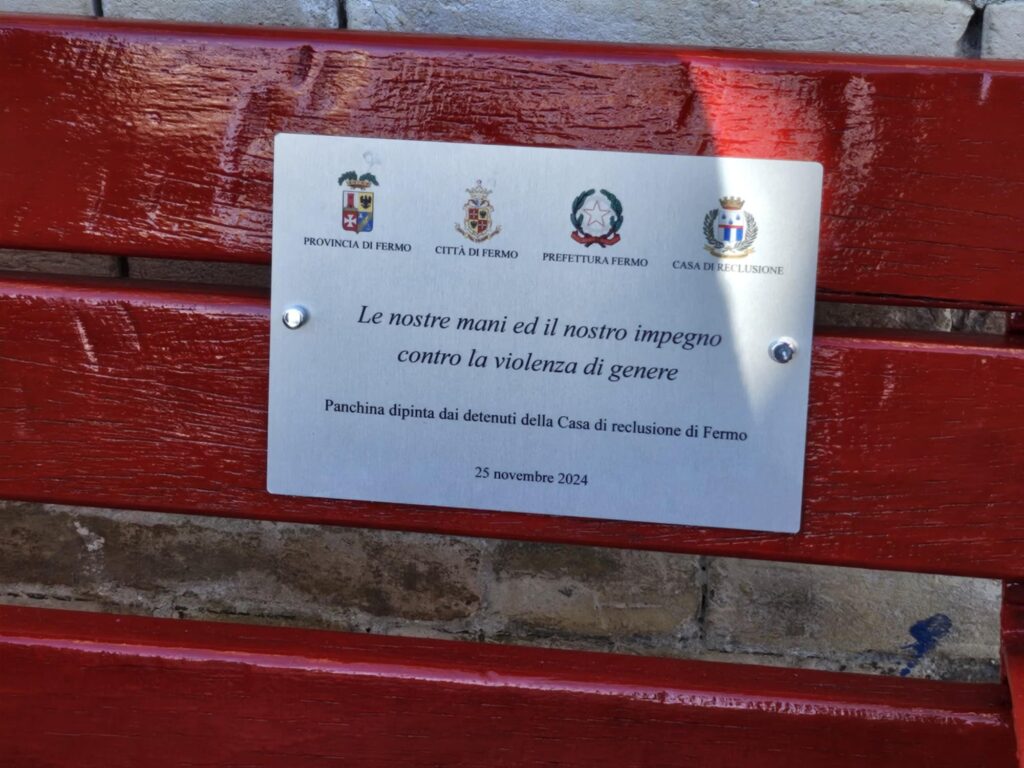 PROVINCIA DI FERMO
CITTÀ DI FERMO
PREFETTURA FERMO
CASA DI RECLUSIONE
Le nostre mani ed il nostro impegno
contro la violenza di genere
Panchina dipinta dai detenuti della Casa di reclusione di Fermo
25 novembre 2024